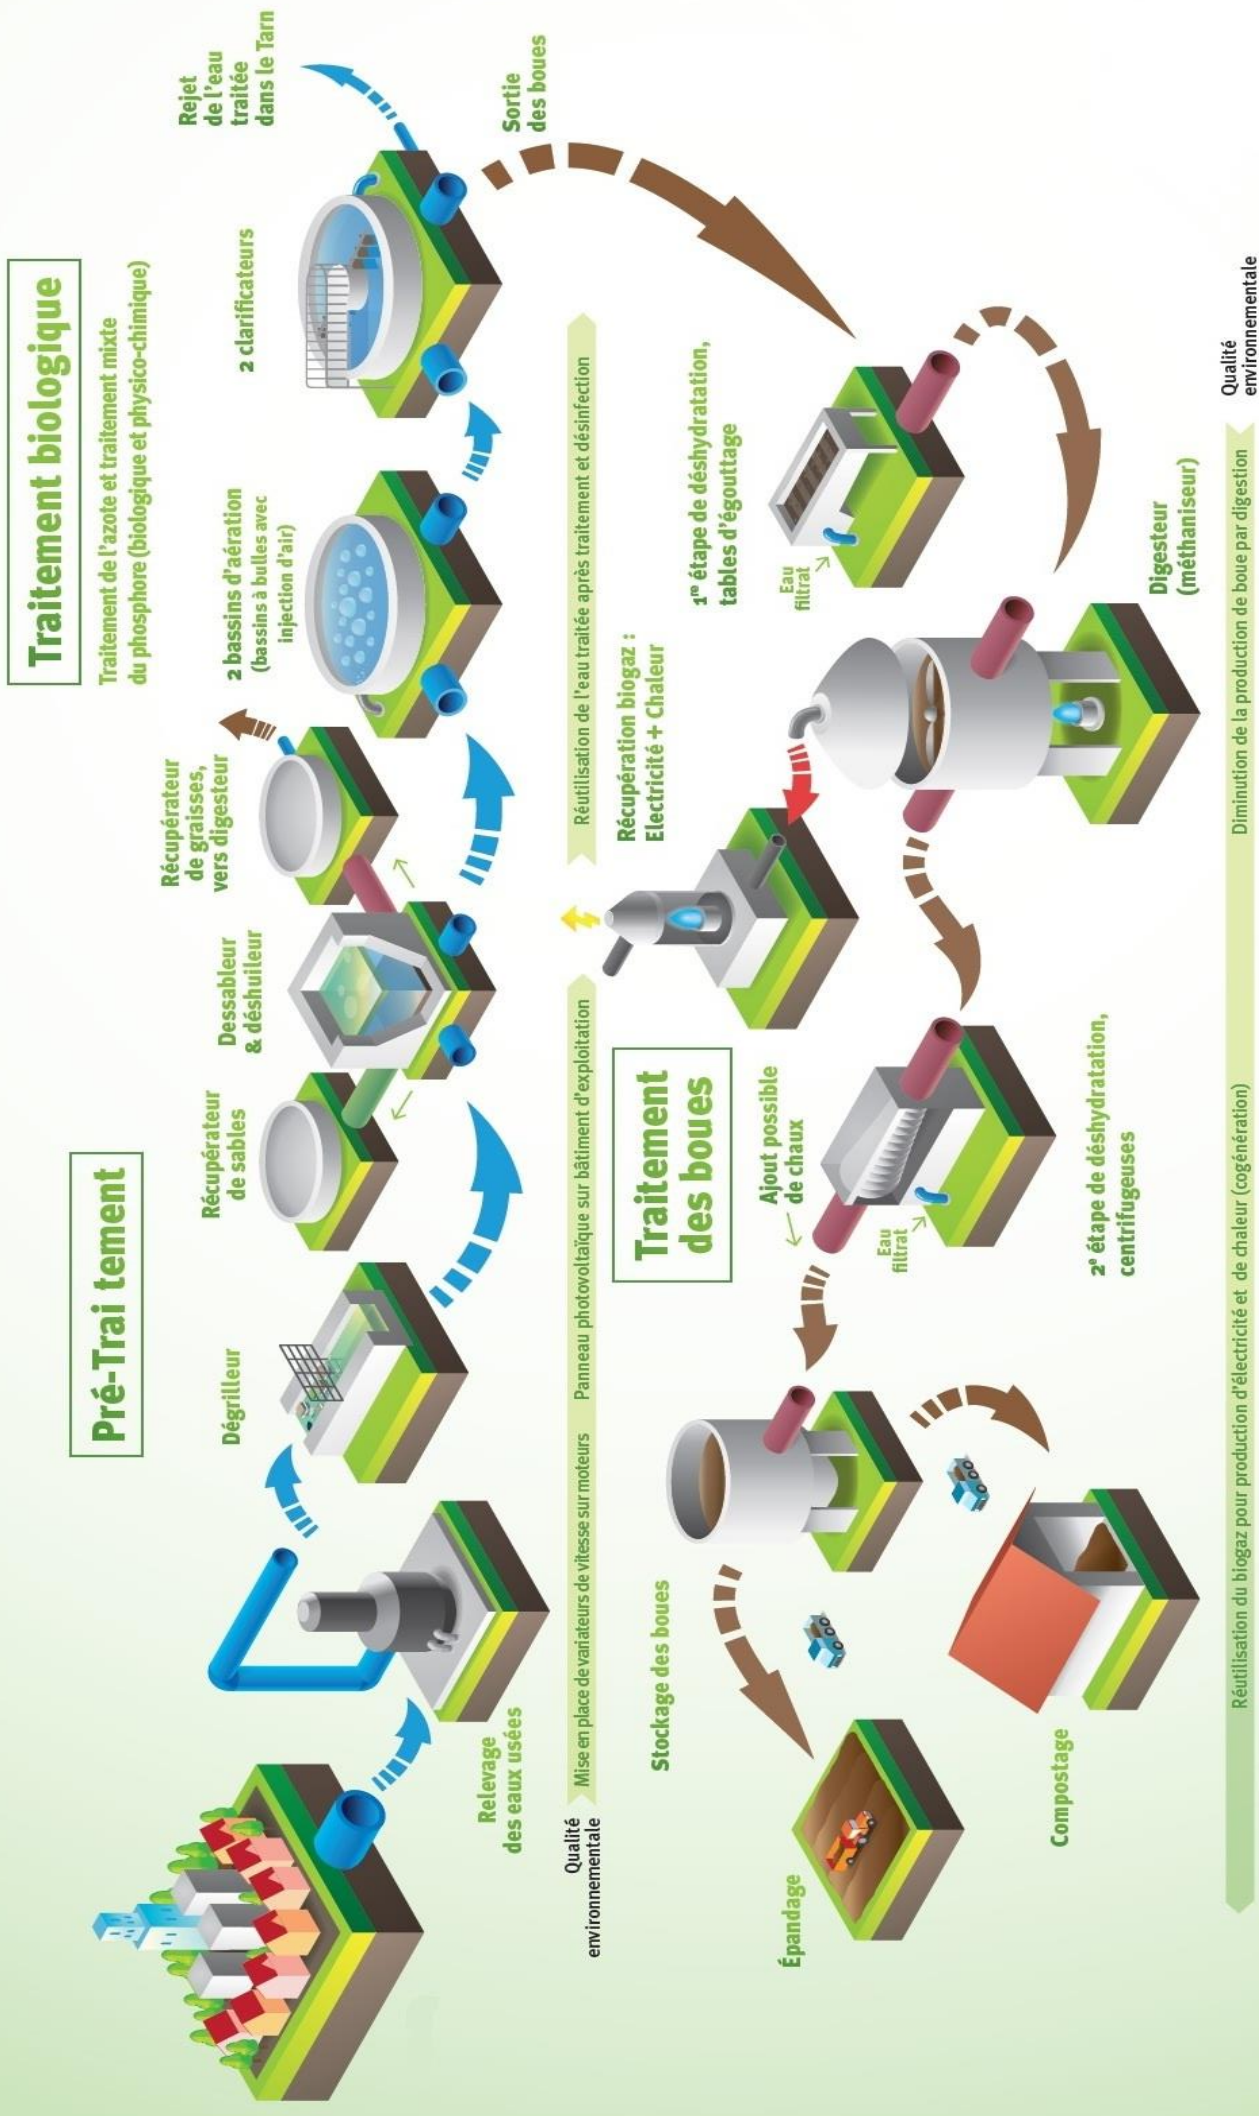 Pré-Trai tement
Traitement biologique
Traitement de l'azote et traitement mixte
du phosphore (biologique et physico-chimique)
Relevage
des eaux usées
Dégrilleur
Récupérateur
de sables
Dessableur
& déshuileur
Récupérateur
de graisses,
vers digesteur
2 bassins d'aération
(bassins à bulles avec
injection d'air)
2 clarificateurs
Rejet
de l'eau
traitée
dans le Tarn
Sortie
des boues
Qualité
environnementale
Mise en place de variateurs de vitesse sur moteurs
Panneau photovoltaïque sur bâtiment d'exploitation
Réutilisation de l'eau traitée après traitement et désinfection
Traitement
des boues
Récupération biogaz :
Electricité + Chaleur
1re étape de déshydratation,
tables d'égouttage
Eau
filtrat
Digesteur
(méthaniseur)
Ajout possible
de chaux
Eau
filtrat
2e étape de déshydratation,
centrifugeuses
Stockage des boues
Épandage
Compostage
Réutilisation du biogaz pour production d'électricité et de chaleur (cogénération)
Diminution de la production de boue par digestion
Qualité
environnementale